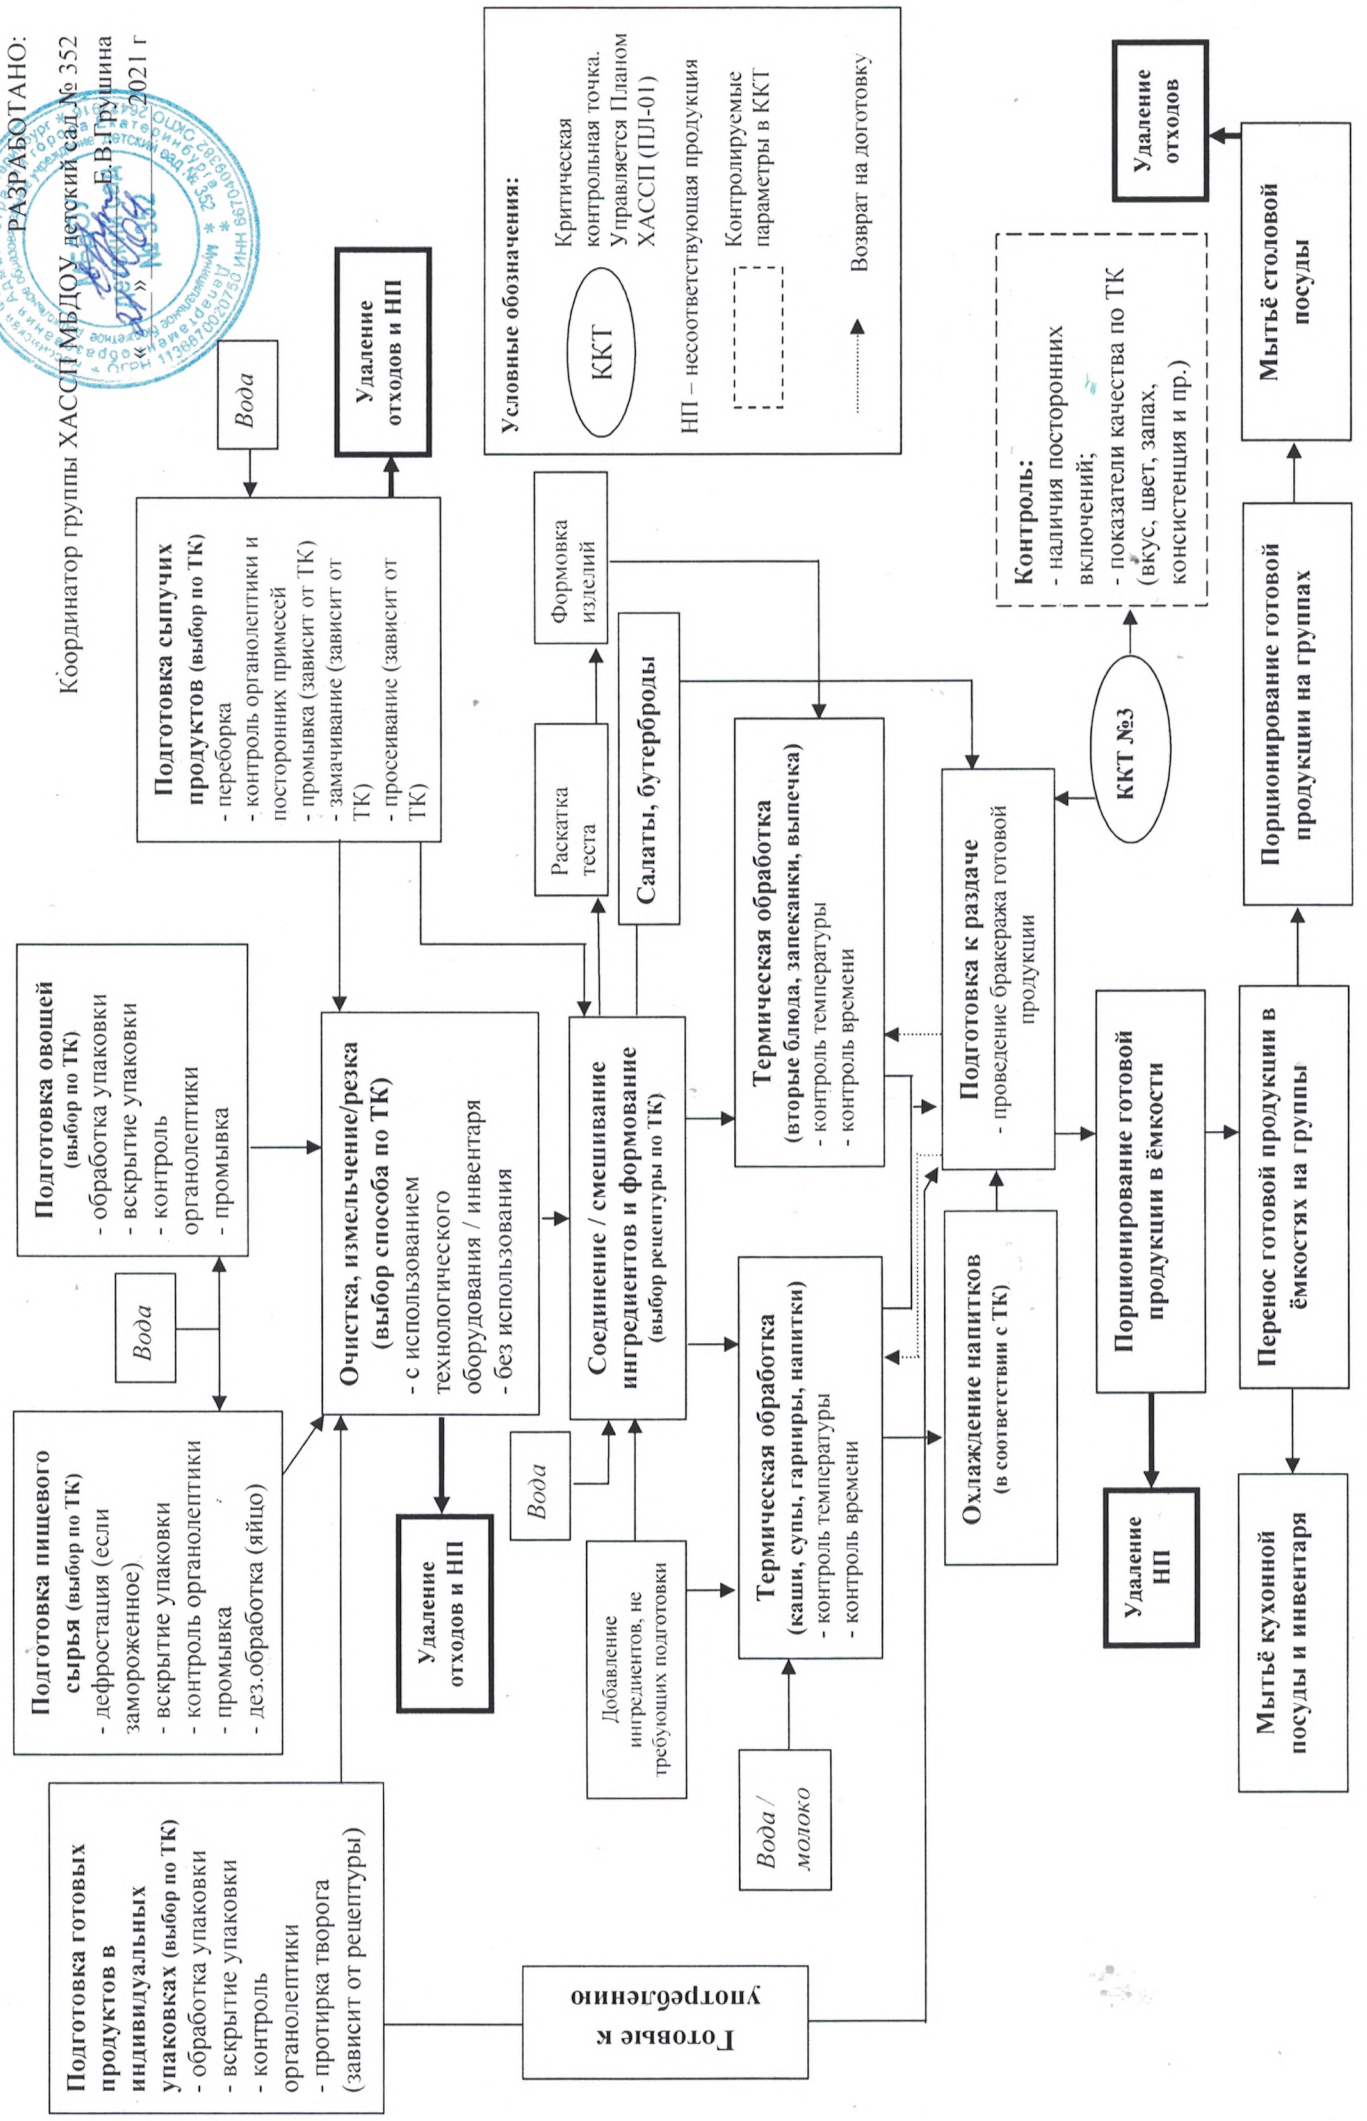 РАЗРАБОТАНО:
Координатор группы ХАССП МБДОУ детский сад № 352
Е.В.Грушина
« » 2021 г
Подготовка готовых
продуктов в
индивидуальных
упаковках (выбор по ТК)
- обработка упаковки
- вскрытие упаковки
- контроль
органолептики
- протирка творога
(зависит от рецептуры)
Подготовка пищевого
сырья (выбор по ТК)
- дефростация (если
замороженное)
- вскрытие упаковки
- контроль органолептики
- промывка
- дез.обработка (яйцо)
Вода
Подготовка овощей
(выбор по ТК)
- обработка упаковки
- вскрытие упаковки
- контроль
органолептики
- промывка
Подготовка сыпучих
продуктов (выбор по ТК)
- переборка
- контроль органолептики и
посторонних примесей
- промывка (зависит от ТК)
- замачивание (зависит от
ТК)
- просеивание (зависит от
ТК)
Вода
Удаление
отходов и НП
Очистка, измельчение/резка
(выбор способа по ТК)
- с использованием
технологического
оборудования / инвентаря
- без использования
Удаление
отходов и НП
Вода
Добавление
ингредиентов, не
требующих подготовки
Соединение / смешивание
ингредиентов и формование
(выбор рецептуры по ТК)
Раскатка
теста
Формовка
изделий
Салаты, бутерброды
Готовые к
употреблению
Вода /
молоко
Термическая обработка
(каши, супы, гарниры, напитки)
- контроль температуры
- контроль времени
Термическая обработка
(вторые блюда, запеканки, выпечка)
- контроль температуры
- контроль времени
Охлаждение напитков
(в соответствии с ТК)
Подготовка к раздаче
- проведение бракеража готовой
продукции
ККТ №3
Контроль:
- наличия посторонних
включений;
- показатели качества по ТК
(вкус, цвет, запах,
консистенция и пр.)
Условные обозначения:
ККТ
Критическая
контрольная точка.
Управляется Планом
ХАССП (ПЛ-01)
НП – несоответствующая продукция
Контролируемые
параметры в ККТ
Возврат на доготовку
Удаление
НП
Порционирование готовой
продукции в ёмкости
Удаление
отходов
Мытьё кухонной
посуды и инвентаря
Перенос готовой продукции в
ёмкостях на группы
Порционирование готовой
продукции на группах
Мытьё столовой
посуды